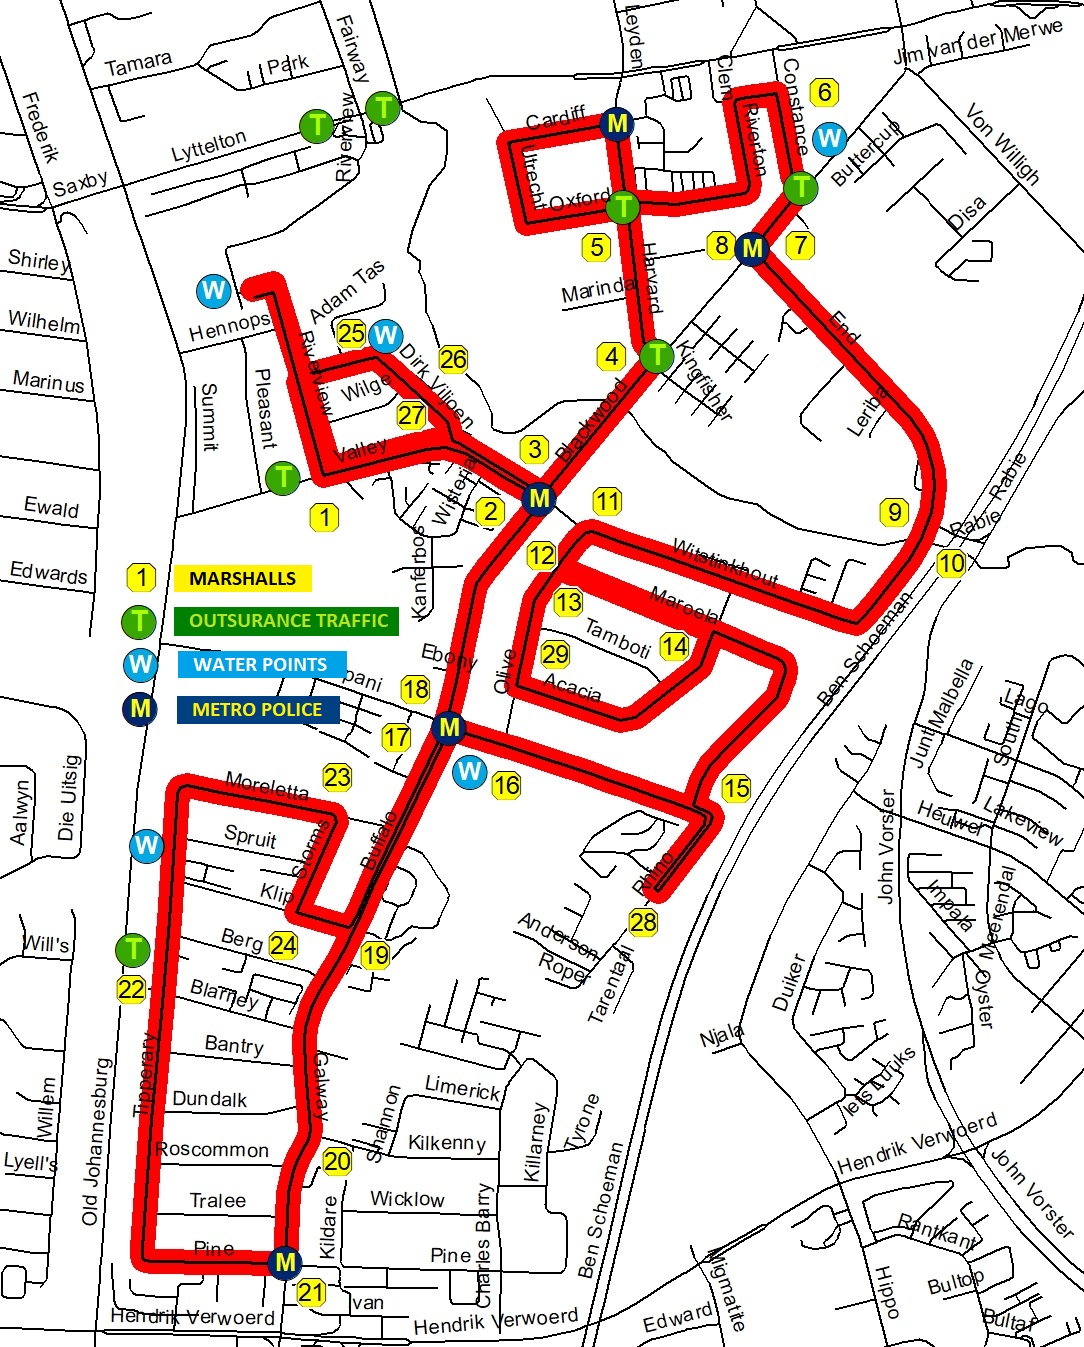 Leyden
Fairway
Jim van der Merwe
Tamara
Park
Clem
Constance
6
Frederik
T
T
Riverview
Cardiff
M
Riverton
W
Buttercup
Von Willigh
Lyttelton
Saxby
Utrecht
Oxford
T
T
Disa
5
8
M
7
Shirley
Adam Tas
Harvard
W
Marinda
Hennops
Wilhelm
25
W
26
End
Riverview
Dirk Viljoen
4
T
Kingfisher
Marinus
Summit
Pleasant
Wilge
27
Blackwood
Leriba
Valley
3
T
Wisteria
M
Rabie
Ewald
1
2
11
9
Rabie
Kanferbos
12
Witstinkhout
10
Edwards
1
MARSHALLS
13
Maroela
T
OUTSURANCE TRAFFIC
Tamboti
14
Ben Schoeman
W
WATER POINTS
Ebony
29
Olive
pani
18
Acacia
M
METRO POLICE
Junt
Malbella
Lago
South
17
M
Die Uitsig
Aalwyn
23
W
16
15
Moreletta
Spruit
Storms
Buffalo
W
Heuwel
Lakeview
John Vorster
Klip
Rhino
28
Impala
Meerendal
Will's
Berg
24
19
Anderson
Roper
Tarentaal
T
22
Blarney
Duiker
Oyster
Njala
Bantry
Galway
Tipperary
Iets Luuks
Willem
Old Johannesburg
Dundalk
Limerick
Shannon
Killarney
Tyrone
Lyell's
Roscommon
20
Kilkenny
Hendrik Verwoerd
John Vorster
Tralee
Kildare
Wicklow
Charles Barry
Ben Schoeman
Pine
M
Pine
Rantkant
21
Migmatite
Hippo
Bultop
van
Hendrik Verwoerd
Hendrik Verwoerd
Edward
Bultaf